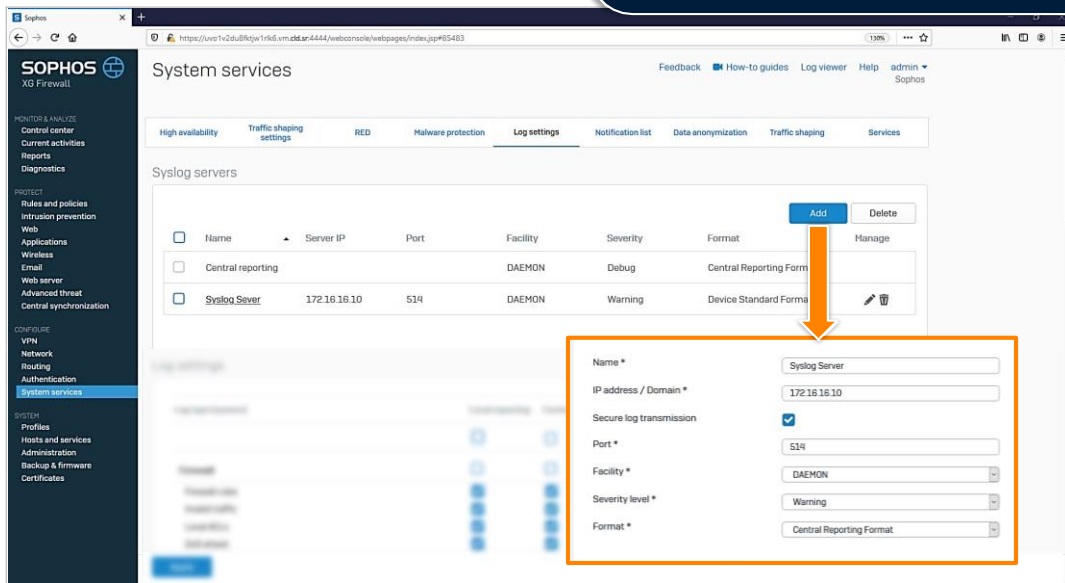 Sophos
https://uvo1v2du8fktjw1rlk6.vm.cld.sr:4444/webconsole/webpages/index.jsp#65483
130%
SOPHOS
XG Firewall
System services
Feedback How-to guides Log viewer Help admin
Sophos
MONITOR & ANALYZE
Control center
Current activities
Reports
Diagnostics
PROTECT
Rules and policies
Intrusion prevention
Web
Applications
Wireless
Email
Web server
Advanced threat
Central synchronization
CONFIGURE
VPN
Network
Routing
Authentication
System services
SYSTEM
Profiles
Hosts and services
Administration
Backup & firmware
Certificates
High availability Traffic shaping settings RED Malware protection Log settings Notification list Data anonymization Traffic shaping Services
Syslog servers
Add Delete
Name Server IP Port Facility Severity Format Manage
Central reporting DAEMON Debug Central Reporting Form
Syslog Sever 172.16.16.10 514 DAEMON Warning Device Standard Forma
Log settings
Name * Syslog Server
IP address / Domain * 172.16.16.10
Secure log transmission
Port * 514
Facility * DAEMON
Severity level * Warning
Format * Central Reporting Format